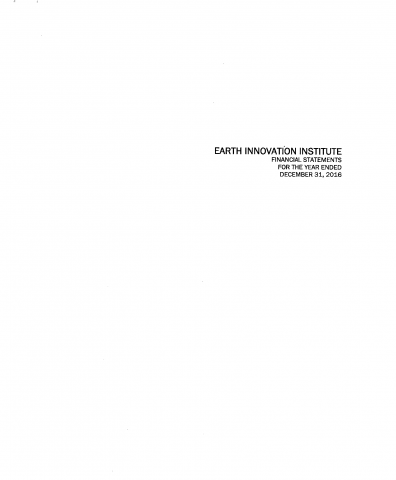 EARTH INNOVATION INSTITUTE
FINANCIAL STATEMENTS
FOR THE YEAR ENDED
DECEMBER 31, 2016